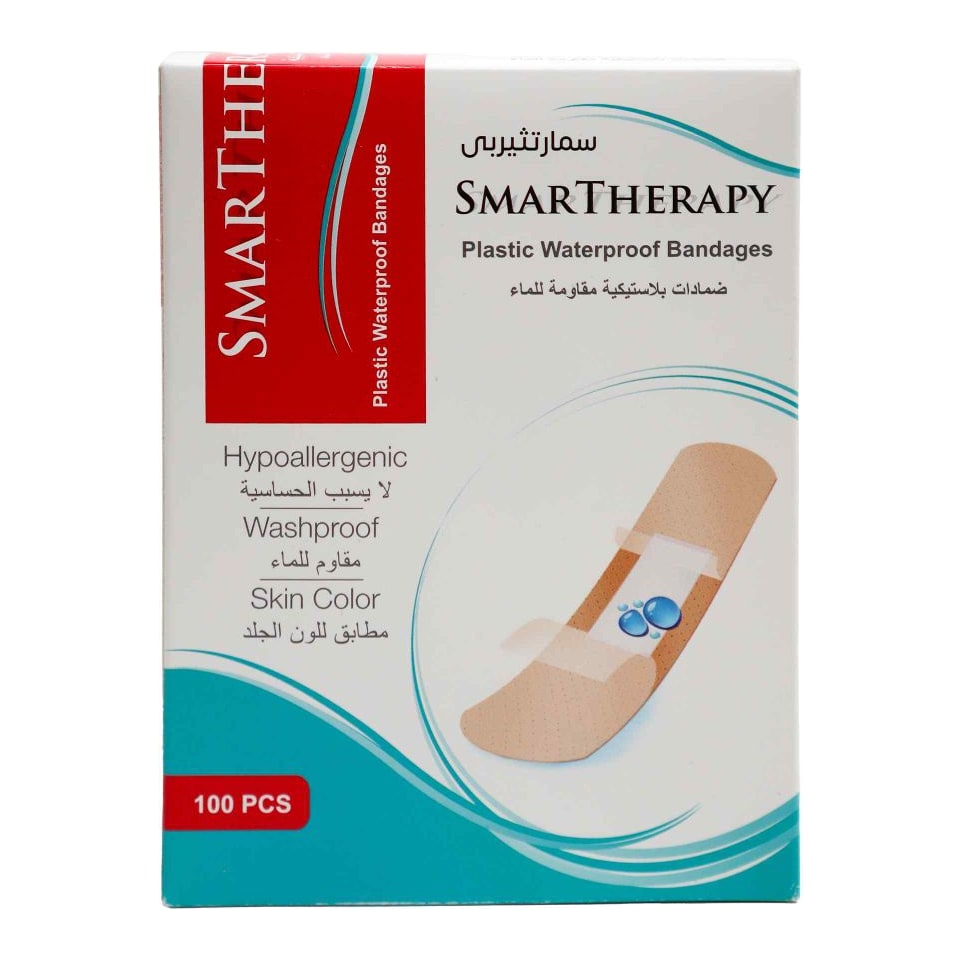 SMARTHE
Plastic Waterproof Bandages
سمارتثيربى
SMARTHERAPY
Plastic Waterproof Bandages
ضمادات بلاستيكية مقاومة للماء
Hypoallergenic
لا يسبب الحساسية
Washproof
مقاوم للماء
Skin Color
مطابق للون الجلد
100 PCS